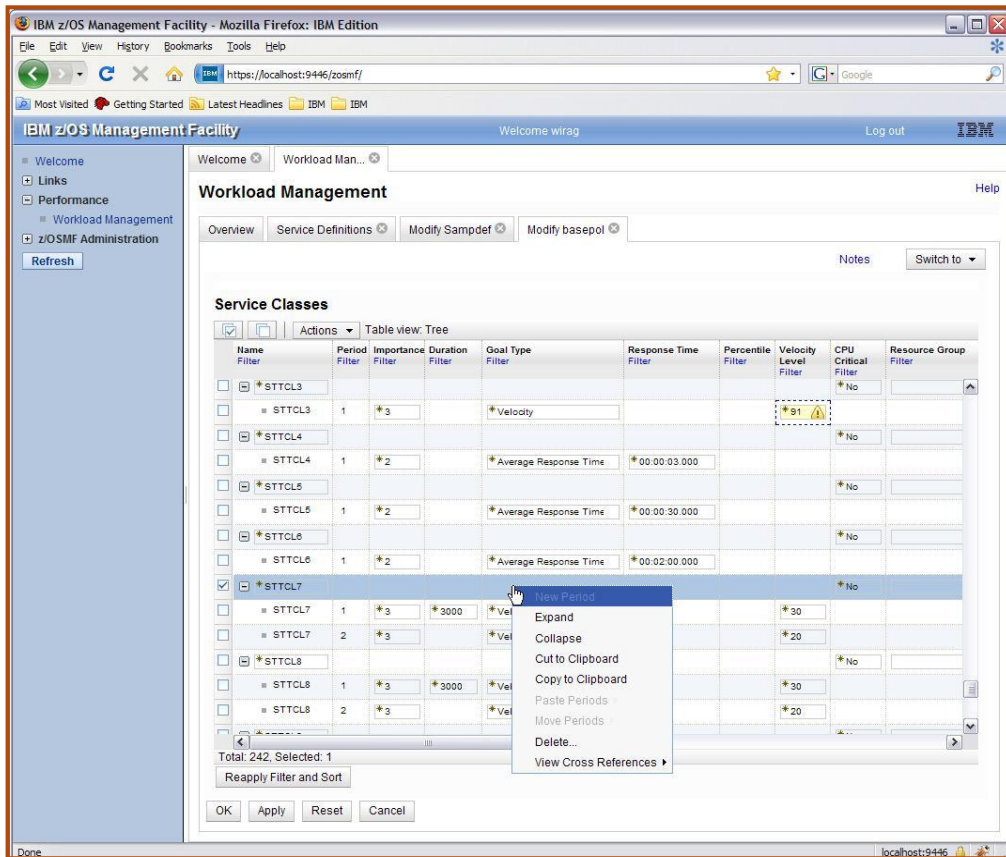 IBM z/OS Management Facility - Mozilla Firefox: IBM Edition
File Edit View History Bookmarks Tools Help
IBM https://localhost:9446/zosmf/ G Google
Most Visited Getting Started Latest Headlines IBM IBM
IBM z/OS Management Facility Welcome wirag Log out IBM
Welcome
Links
Performance
Workload Management
z/OSMF Administration
Refresh
Welcome Workload Man...
Workload Management Help
Overview Service Definitions Modify Sampdef Modify basepol
Notes Switch to
Service Classes
Actions Table view: Tree
Name Period Importance Duration Goal Type Response Time Percentile Velocity Level CPU Critical Resource Group
Filter Filter Filter Filter Filter Filter Filter Filter Filter Filter
*STTCL3 *No
STTCL3 1 *3 *Velocity *91
*STTCL4 *No
STTCL4 1 *2 *Average Response Time *00:00:03.000
*STTCL5 *No
STTCL5 1 *2 *Average Response Time *00:00:30.000
*STTCL6 *No
STTCL6 1 *2 *Average Response Time *00:02:00.000
*STTCL7 *No
STTCL7 1 *3 *3000 *Vel *30
STTCL7 2 *3 *Vel *20
*STTCL8 *No
STTCL8 1 *3 *3000 *Vel *30
STTCL8 2 *3 *Vel *20
New Period
Expand
Collapse
Cut to Clipboard
Copy to Clipboard
Paste Periods
Move Periods
Delete...
View Cross References
Total: 242, Selected: 1
Reapply Filter and Sort
OK Apply Reset Cancel
Done localhost:9446